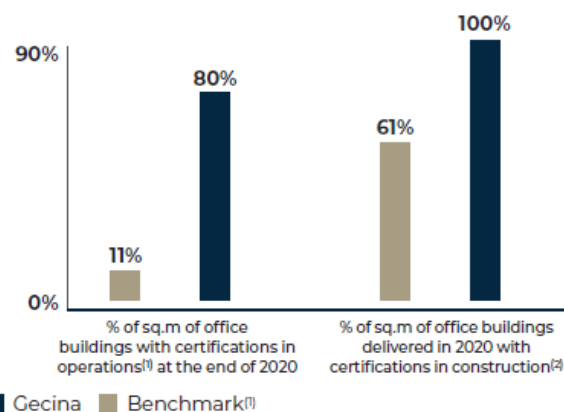 100%
90%
80%
61%
11%
0%
% of sq.m of office
buildings with certifications in
operations(1) at the end of 2020
% of sq.m of office buildings
delivered in 2020 with
certifications in construction(2)
Gecina
Benchmark(1)